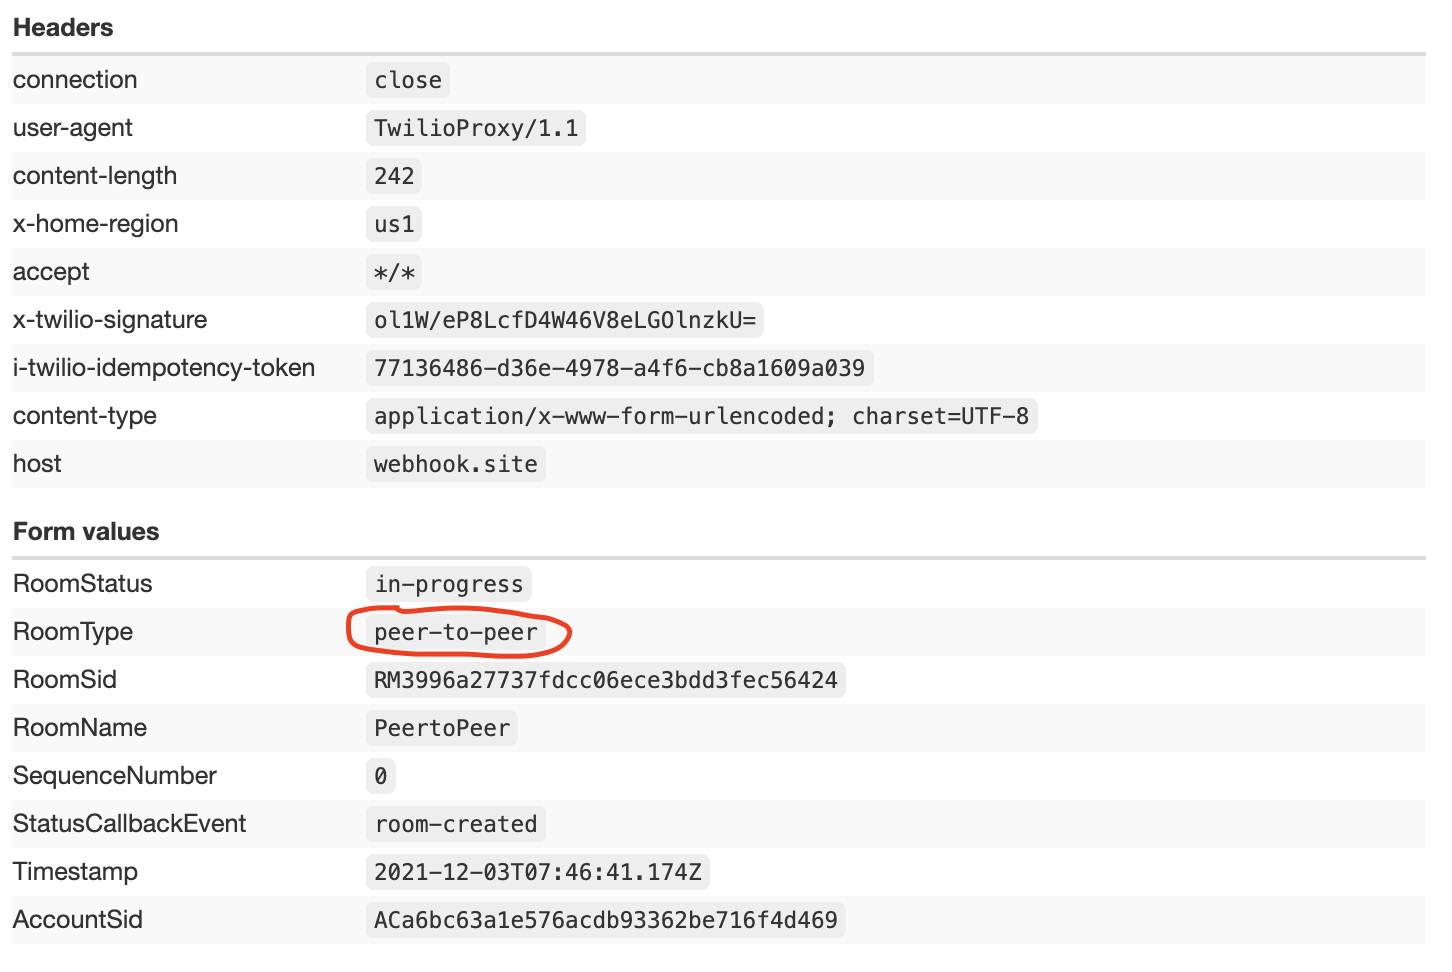 Headers
connection close
user-agent TwilioProxy/1.1
content-length 242
x-home-region us1
accept */*
x-twilio-signature ol1W/eP8LcfD4W46V8eLGOlnzkU=
i-twilio-idempotency-token 77136486-d36e-4978-a4f6-cb8a1609a039
content-type application/x-www-form-urlencoded; charset=UTF-8
host webhook.site
Form values
RoomStatus in-progress
RoomType peer-to-peer
RoomSid RM3996a27737fdcc06ece3bdd3fec56424
RoomName PeertoPeer
SequenceNumber 0
StatusCallbackEvent room-created
Timestamp 2021-12-03T07:46:41.174Z
AccountSid ACa6bc63a1e576acdb93362be716f4d469